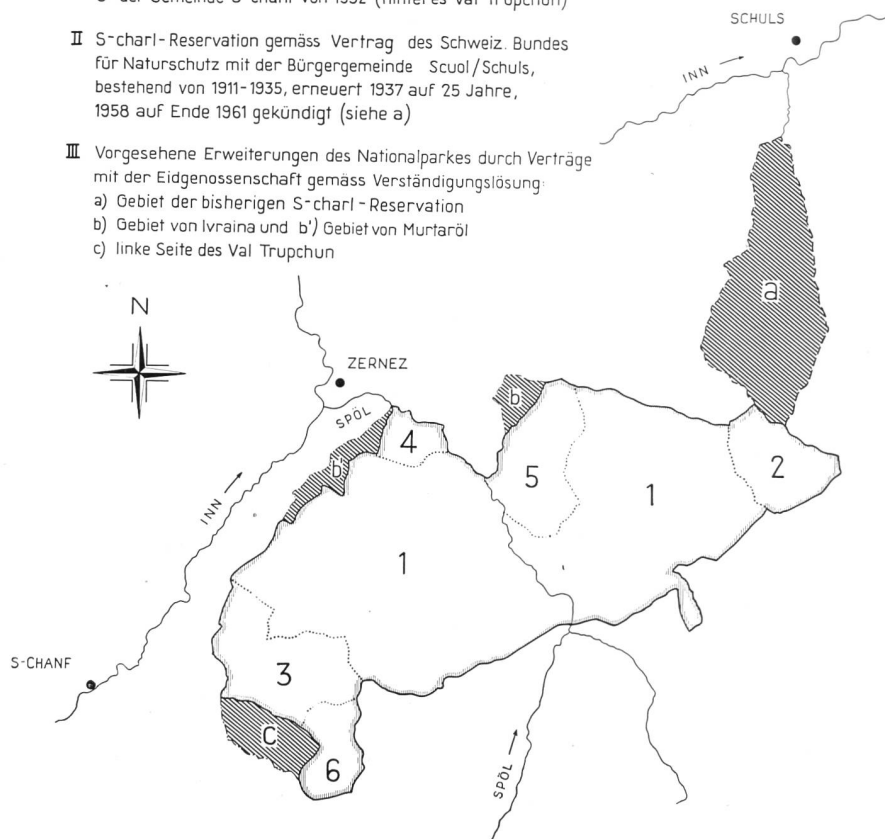 6 der Gemeinde S-chanf von 1932 (hinteres Val Trupchun)
II S-charl-Reservation gemäss Vertrag des Schweiz. Bundes
für Naturschutz mit der Bürgergemeinde Scuol/Schuls,
bestehend von 1911-1935, erneuert 1937 auf 25 Jahre,
1958 auf Ende 1961 gekündigt (siehe a)
III Vorgesehene Erweiterungen des Nationalparkes durch Verträge
mit der Eidgenossenschaft gemäss Verständigungslösung:
a) Gebiet der bisherigen S-charl-Reservation
b) Gebiet von Ivraina und b') Gebiet von Murtaröl
c) linke Seite des Val Trupchun
SCHULS
INN
a
N
ZERNEZ
SPÖL
b
4
b'
5
1
2
INN
1
S-CHANF
3
C
6
SPÖL